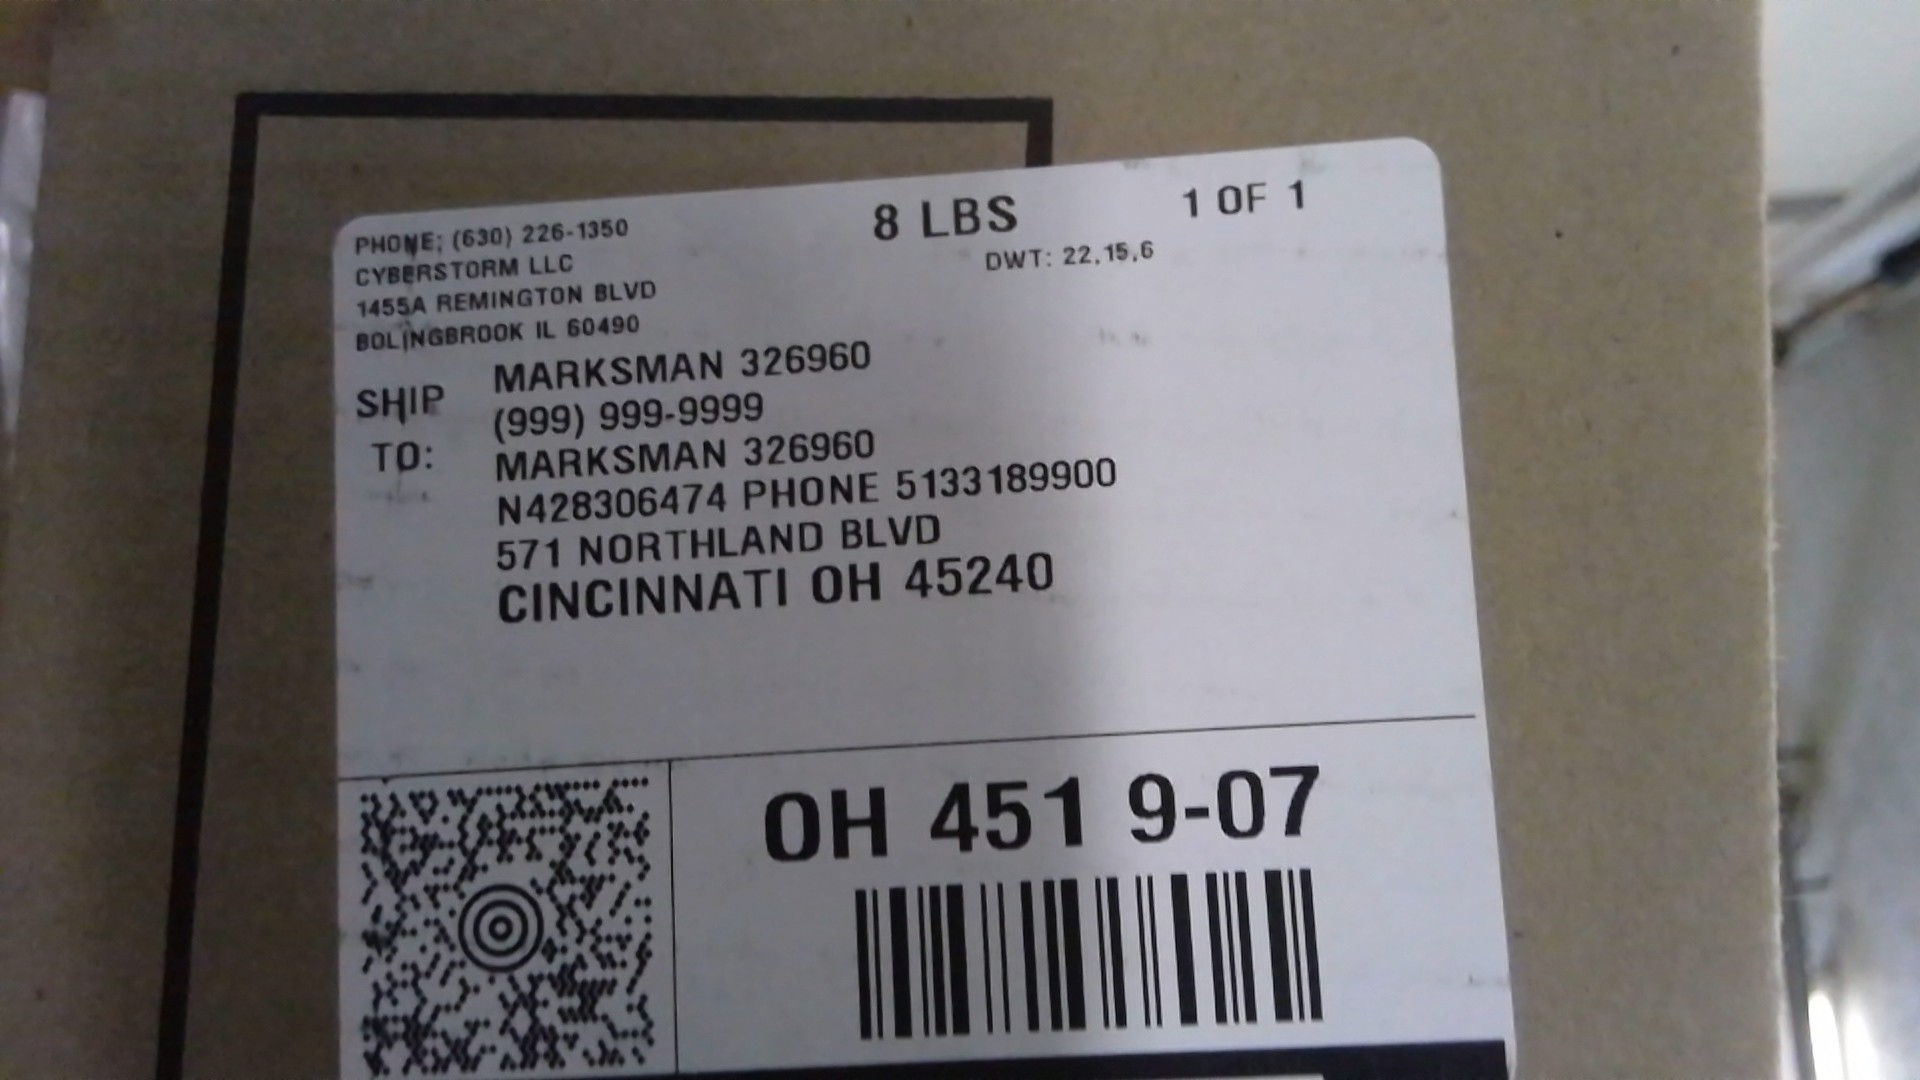 PHONE; (630) 226-1350
CYBERSTORM LLC
1455A REMINGTON BLVD
BOLINGBROOK IL 60490
8 LBS
1 OF 1
DWT: 22,15,6
SHIP
TO:
MARKSMAN 326960
(999) 999-9999
MARKSMAN 326960
N428306474 PHONE 5133189900
571 NORTHLAND BLVD
CINCINNATI OH 45240
OH 451 9-07